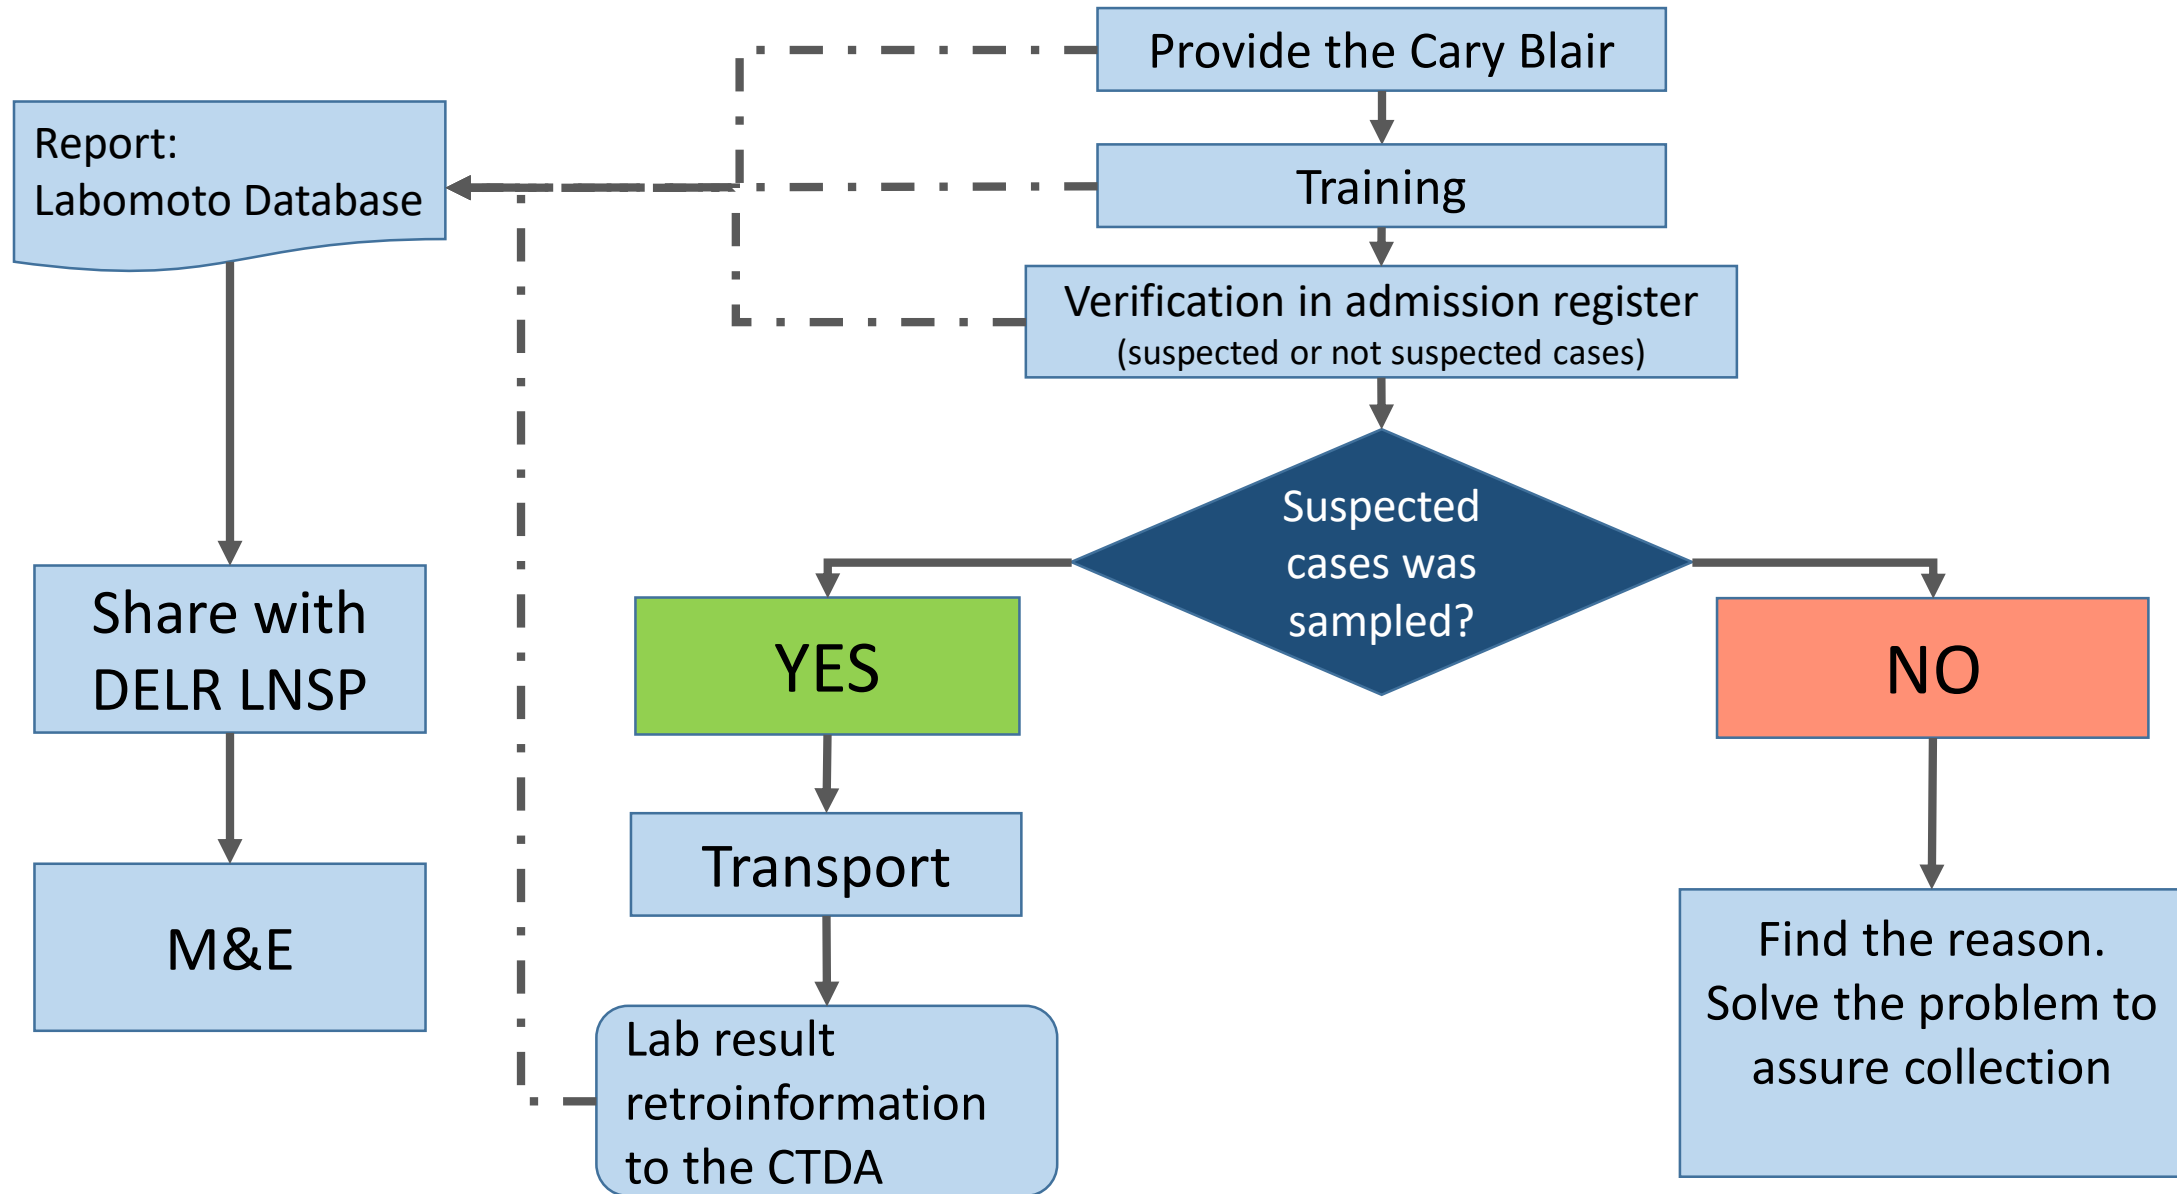 Provide the Cary Blair
Report:
Labomoto Database
Training
Verification in admission register
(suspected or not suspected cases)
Suspected
cases was
sampled?
Share with
DELR LNSP
YES
NO
M&E
Transport
Find the reason.
Solve the problem to
assure collection
Lab result
retroinformation
to the CTDA